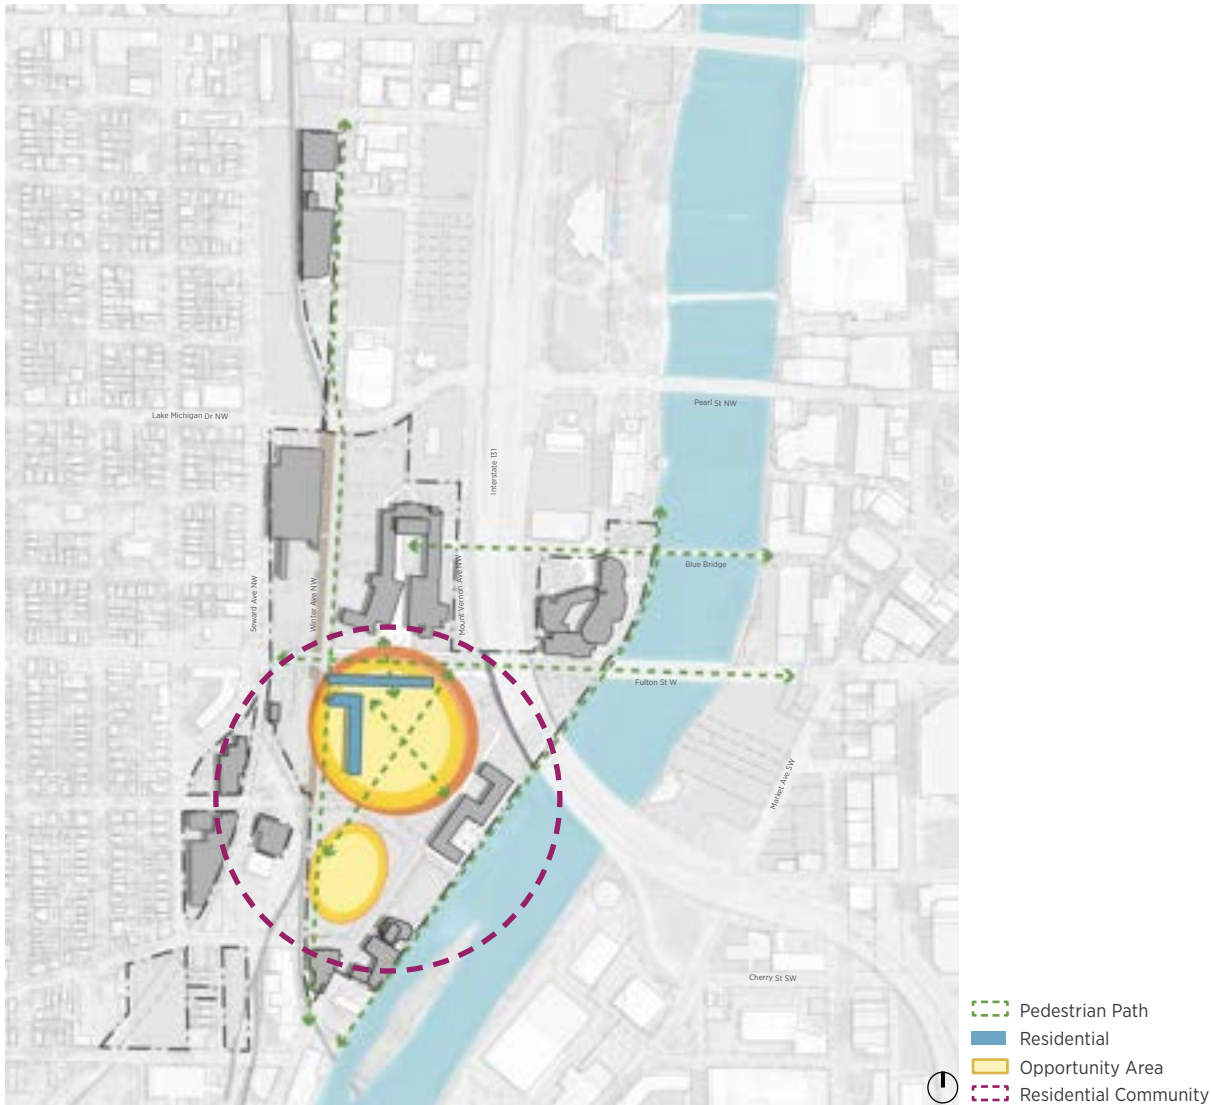 Lake Michigan Dr NW
Pearl St NW
Interstate 131
Blue Bridge
Seward Ave NW
Winter Ave NW
Mount Vernon Ave NW
Fulton St W
Market Ave SW
Cherry St SW
Pedestrian Path
Residential
Opportunity Area
Residential Community